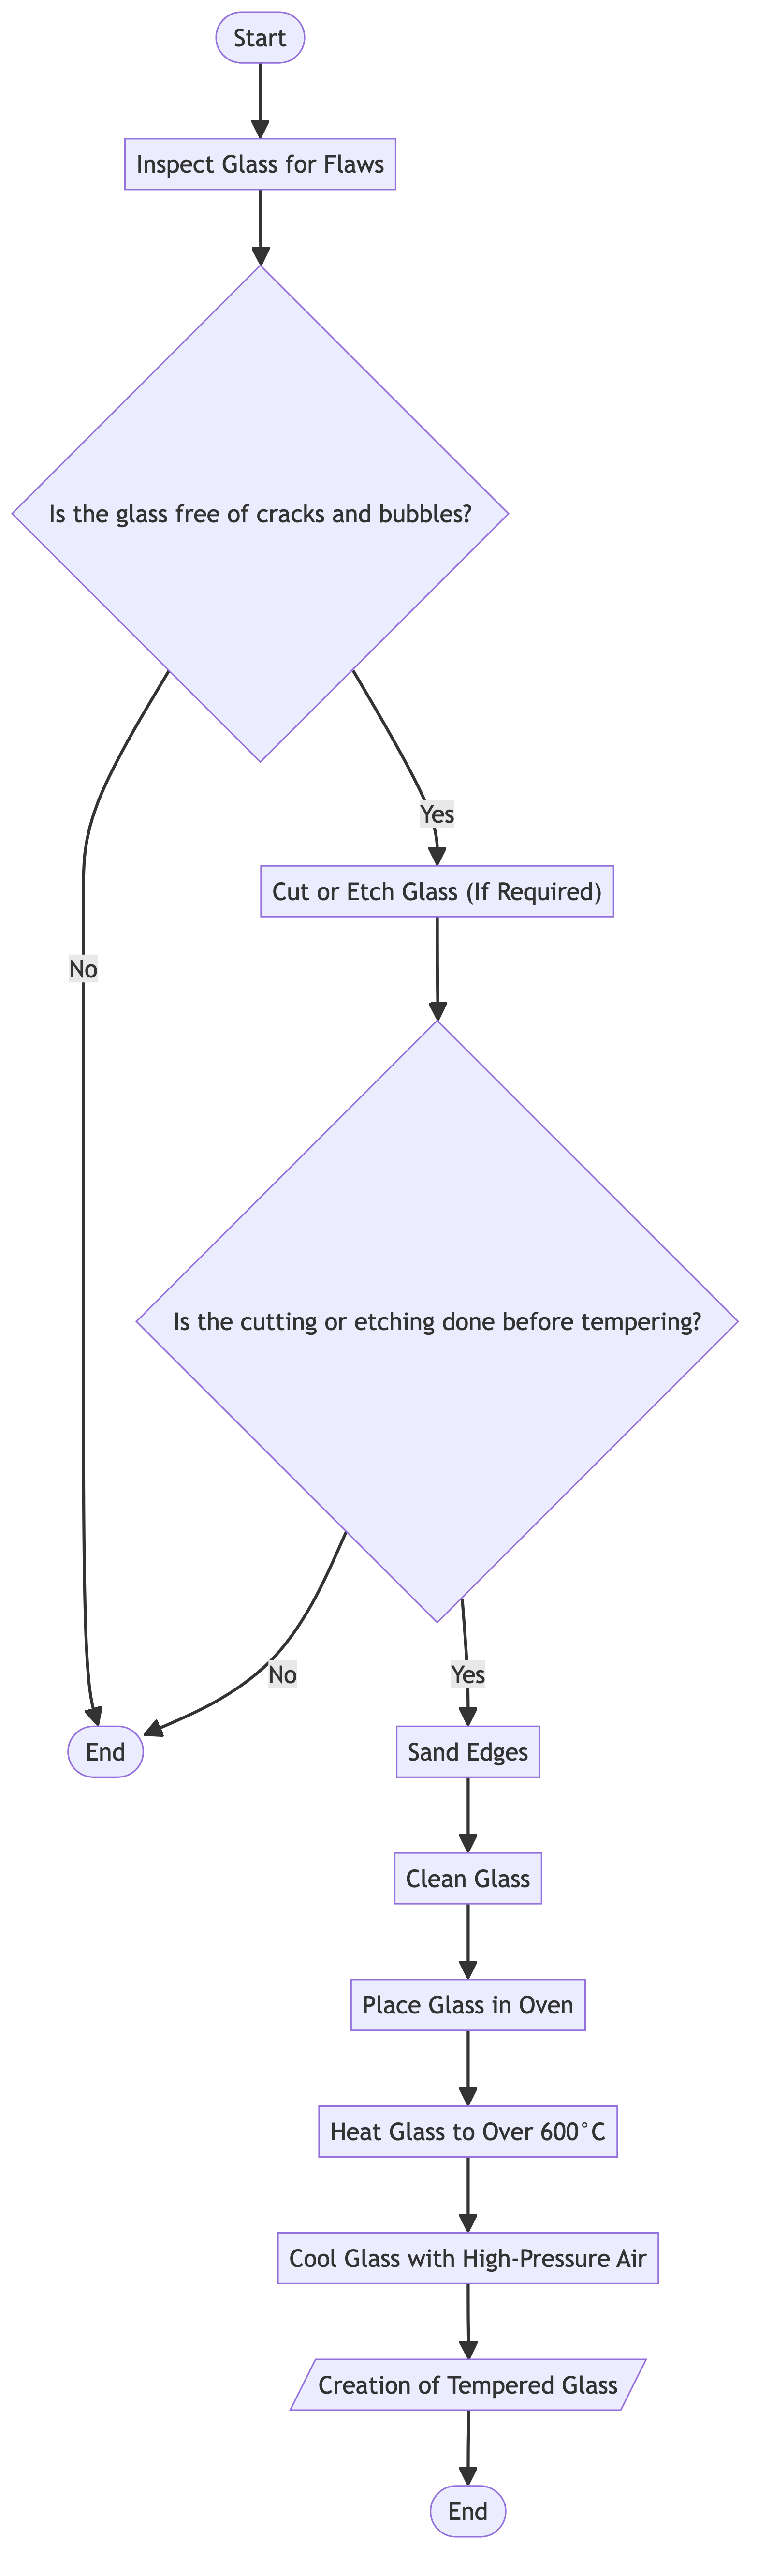 Start
Inspect Glass for Flaws
Is the glass free of cracks and bubbles?
Yes
Cut or Etch Glass (If Required)
No
Is the cutting or etching done before tempering?
No
Yes
End
Sand Edges
Clean Glass
Place Glass in Oven
Heat Glass to Over 600°C
Cool Glass with High-Pressure Air
Creation of Tempered Glass
End